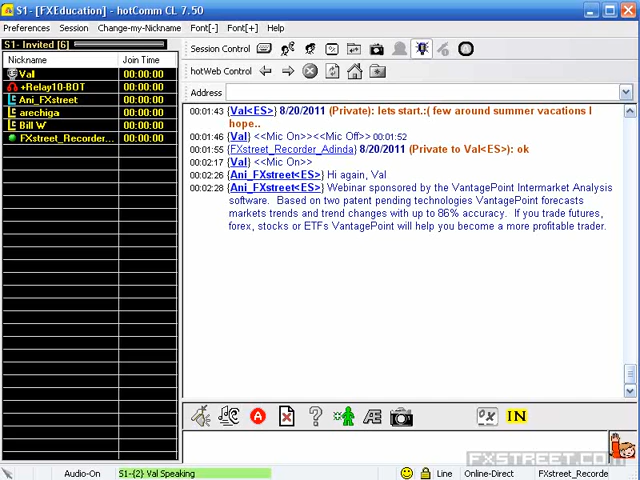 S1- [FXEducation] - hotComm CL 7.50
Preferences Session Change-my-Nickname Font[-] Font[+] Help
S1- Invited [6]
Nickname Join Time
Val 00:00:00
+Relay10-BOT 00:00:00
Ani_FXstreet 00:00:00
arechiga 00:00:00
Bill W 00:00:00
FXstreet_Recorder... 00:00:00
Session Control
hotWeb Control
Address
00:01:43 {Val<ES>} 8/20/2011 (Private): lets start.:( few around summer vacations I
hope..
00:01:46 {Val} <<Mic On>><<Mic Off>> 00:01:52
00:01:55 {FXstreet_Recorder_Adinda} 8/20/2011 (Private to Val<ES>): ok
00:02:17 {Val} <<Mic On>>
00:02:26 {Ani_FXstreet<ES>} Hi again, Val
00:02:28 {Ani_FXstreet<ES>} Webinar sponsored by the VantagePoint Intermarket Analysis
software. Based on two patent pending technologies VantagePoint forecasts
markets trends and trend changes with up to 86% accuracy. If you trade futures,
forex, stocks or ETFs VantagePoint will help you become a more profitable trader.
A Æ IN
FXSTREET.COM
Audio-On S1-{2} Val Speaking Line Online-Direct FXstreet_Recorde